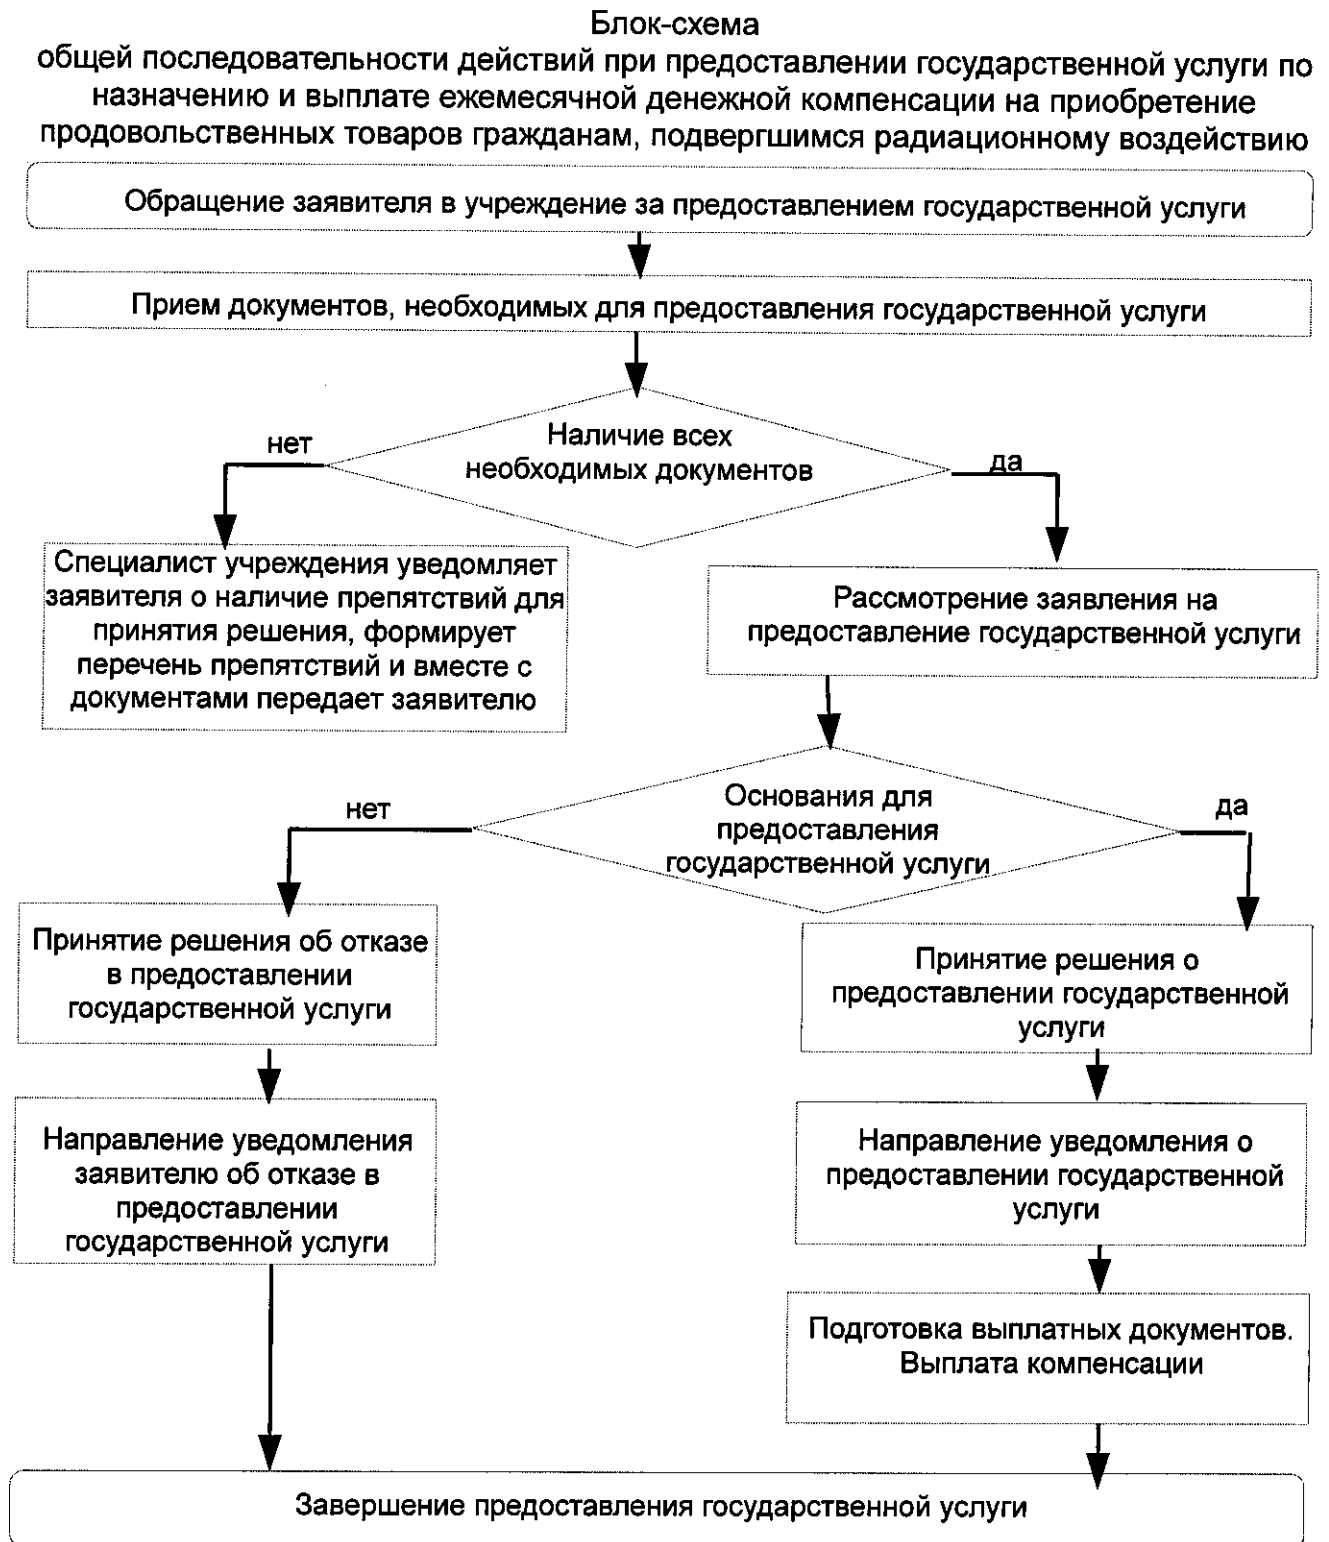 Блок-схема
общей последовательности действий при предоставлении государственной услуги по
назначению и выплате ежемесячной денежной компенсации на приобретение
продовольственных товаров гражданам, подвергшимся радиационному воздействию
Обращение заявителя в учреждение за предоставлением государственной услуги
Прием документов, необходимых для предоставления государственной услуги
Наличие всех
необходимых документов
нет
да
Специалист учреждения уведомляет
заявителя о наличие препятствий для
принятия решения, формирует
перечень препятствий и вместе с
документами передает заявителю
Рассмотрение заявления на
предоставление государственной услуги
Основания для
предоставления
государственной услуги
нет
да
Принятие решения об отказе
в предоставлении
государственной услуги
Принятие решения о
предоставлении государственной
услуги
Направление уведомления
заявителю об отказе в
предоставлении
государственной услуги
Направление уведомления о
предоставлении государственной
услуги
Подготовка выплатных документов.
Выплата компенсации
Завершение предоставления государственной услуги